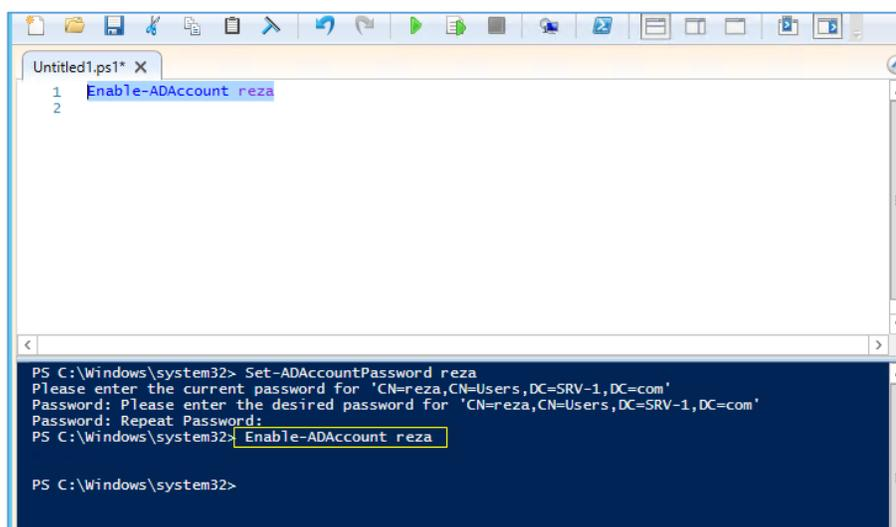 Untitled1.ps1* X
1 Enable-ADAccount reza
2
PS C:\Windows\system32> Set-ADAccountPassword reza
Please enter the current password for 'CN=reza,CN=Users,DC=SRV-1,DC=com'
Password: Please enter the desired password for 'CN=reza,CN=Users,DC=SRV-1,DC=com'
Password: Repeat Password:
PS C:\Windows\system32> Enable-ADAccount reza
PS C:\Windows\system32>